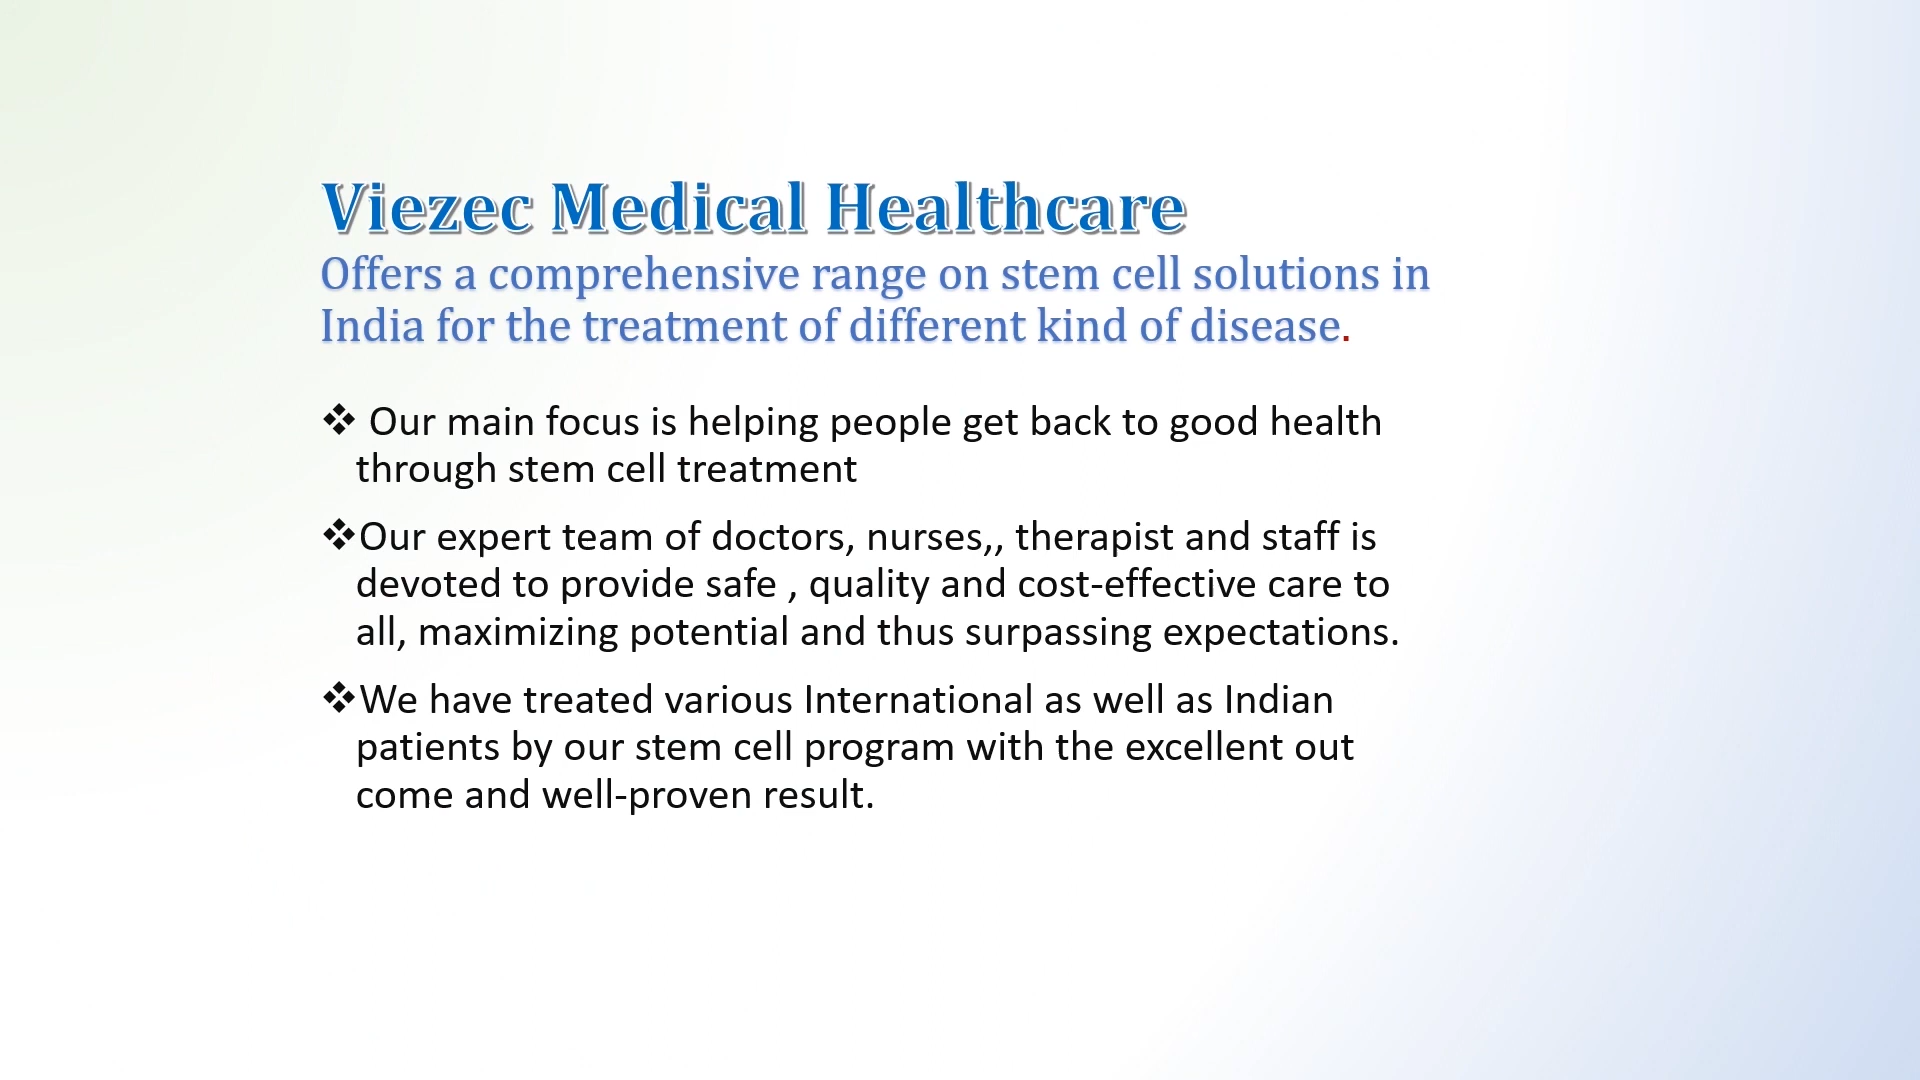 Viezec Medical Healthcare
Offers a comprehensive range on stem cell solutions in
India for the treatment of different kind of disease.
❖ Our main focus is helping people get back to good health
through stem cell treatment
❖Our expert team of doctors, nurses,, therapist and staff is
devoted to provide safe , quality and cost-effective care to
all, maximizing potential and thus surpassing expectations.
❖We have treated various International as well as Indian
patients by our stem cell program with the excellent out
come and well-proven result.